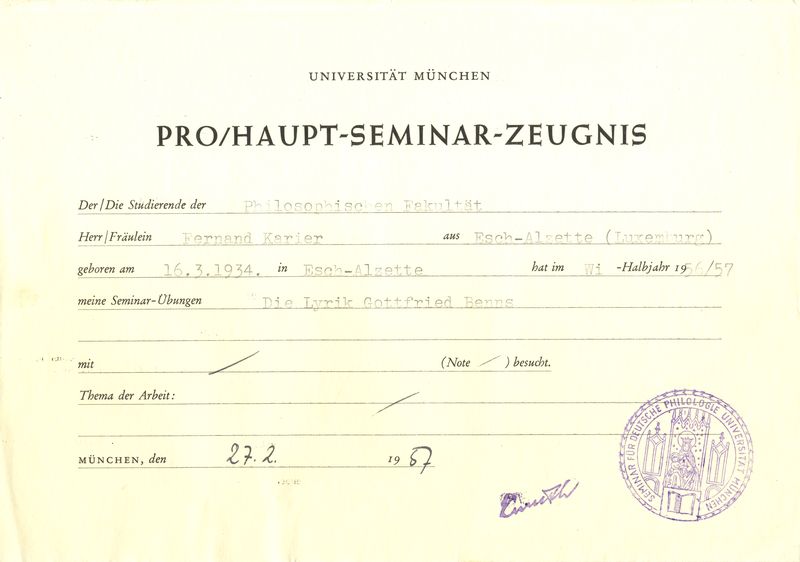 UNIVERSITÄT MÜNCHEN
PRO/HAUPT-SEMINAR-ZEUGNIS
Der/Die Studierende der Philosophischen Fakultät
Herr/Fräulein Fernand Karier aus Esch-Alzette (Luxemburg)
geboren am 16.3.1934. in Esch-Alzette hat im Wi -Halbjahr 1956/57
meine Seminar-Übungen Die Lyrik Gottfried Benns
mit / (Note / ) besucht.
Thema der Arbeit: /
MÜNCHEN, den 27.2. 1957
SEMINAR FÜR DEUTSCHE PHILOLOGIE UNIVERSITÄT MÜNCHEN